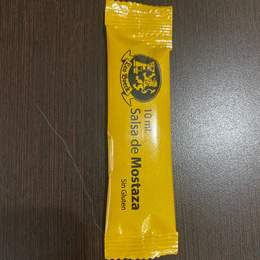 10 ml.
Salsa de Mostaza
Sin Gluten